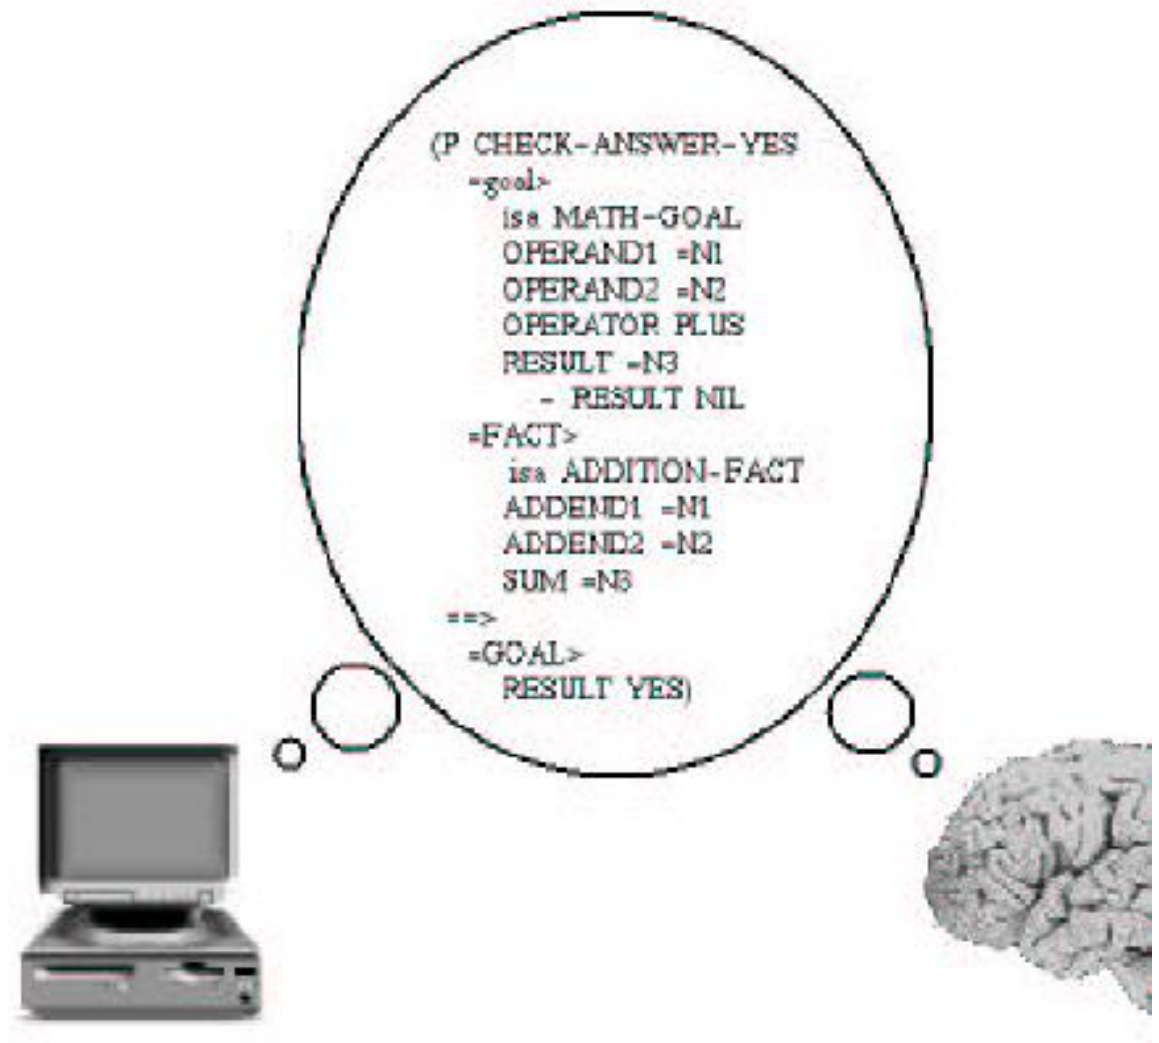 (P CHECK-ANSWER-YES
=goal>
isa MATH-GOAL
OPERAND1 =N1
OPERAND2 =N2
OPERATOR PLUS
RESULT =N3
- RESULT NIL
=FACT>
isa ADDITION-FACT
ADDEND1 =N1
ADDEND2 =N2
SUM =N3
==>
=GOAL>
RESULT YES)